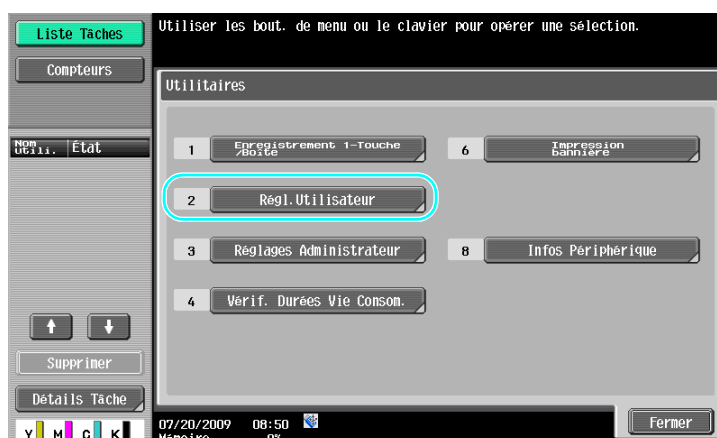 Liste Tâches
Utiliser les bout. de menu ou le clavier pour opérer une sélection.
Compteurs
Utilitaires
Nom Utili. État
1 Enregistrement 1-Touche /Boîte
6 Impression bannière
2 Régl.Utilisateur
3 Réglages Administrateur
8 Infos Périphérique
4 Vérif. Durées Vie Consom.
Supprimer
Détails Tâche
07/20/2009 08:50
Fermer
Y M C K
Mémoire 0%